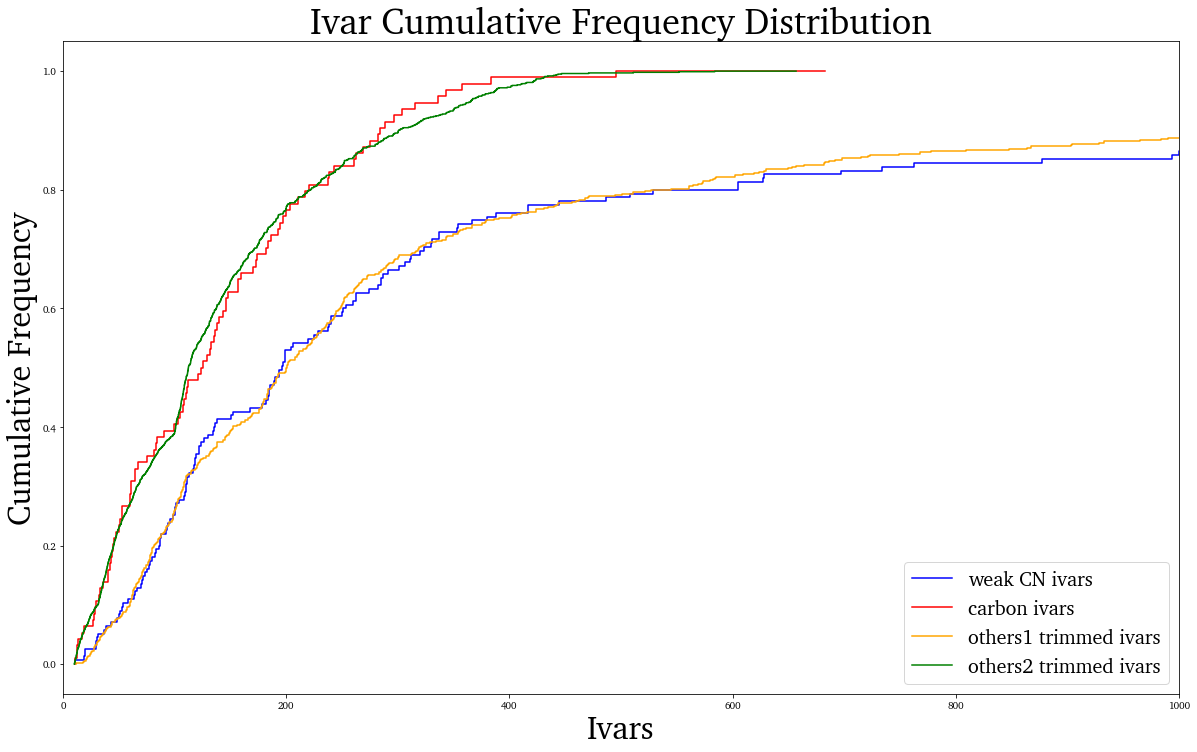 Ivar Cumulative Frequency Distribution
Cumulative Frequency
1.0
0.8
0.6
0.4
0.2
0.0
0 200 400 600 800 1000
Ivars
weak CN ivars
carbon ivars
others1 trimmed ivars
others2 trimmed ivars